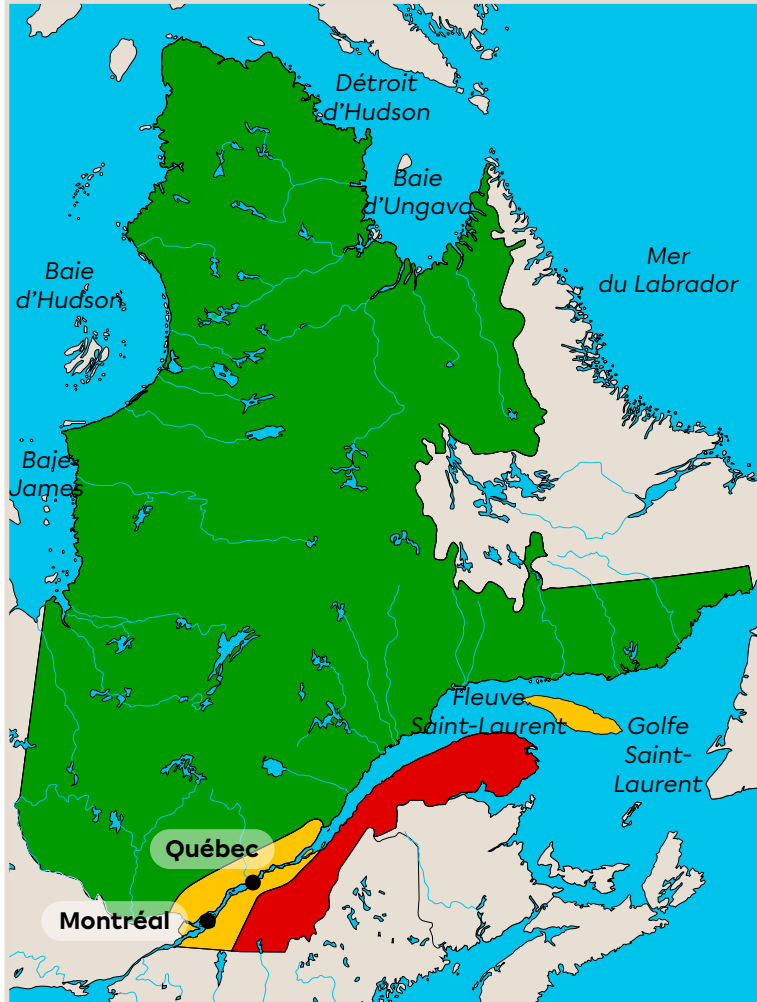 Détroit
d'Hudson
Baie
d'Ungava
Mer
du Labrador
Baie
d'Hudson
Baie
James
Fleuve
Saint-Laurent
Golfe
Saint-
Laurent
Québec
Montréal